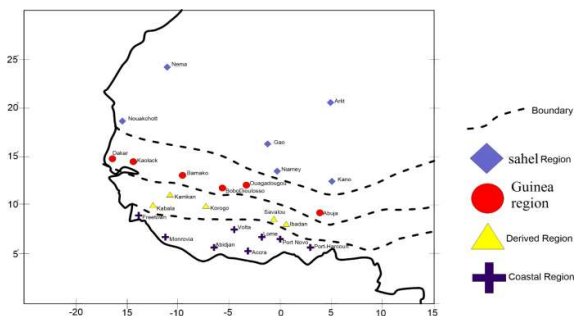 25
20
15
10
5
-20
-15
-10
-5
0
5
10
15
Nema
Arlit
Nouakchott
Gao
Dakar
Kaolack
Niamey
Bamako
Kano
Ouagadougou
BoboDioulasso
Kankan
Kabala
Korogo
Freetown
Savalou
Abuja
Ibadan
Volta
Lome
Monrovia
Abidjan
Port Novo
Accra
Port Harcourt
Boundary
sahel Region
Guinea
region
Derived Region
Coastal Region